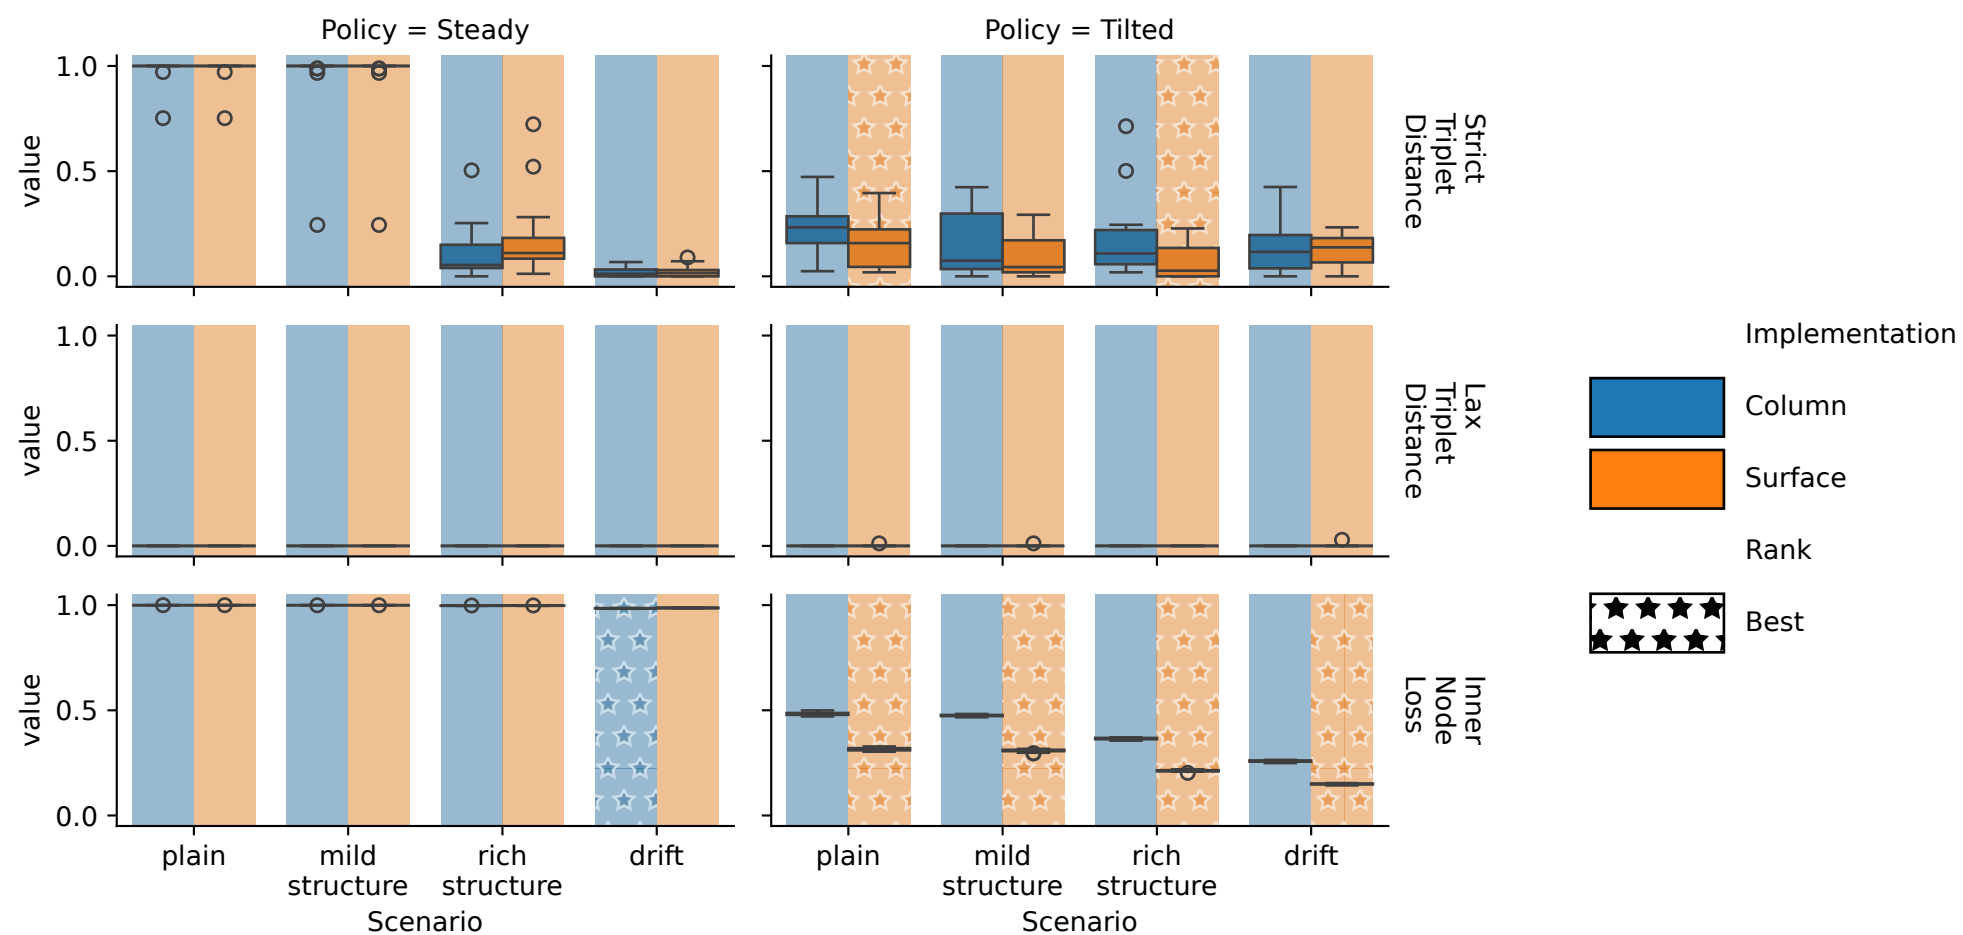 Policy = Steady
Policy = Tilted
value
1.0
0.5
0.0
Strict
Triplet
Distance
value
1.0
0.5
0.0
Lax
Triplet
Distance
value
1.0
0.5
0.0
Inner
Node
Loss
plain
mild
structure
rich
structure
drift
Scenario
plain
mild
structure
rich
structure
drift
Scenario
Implementation
Column
Surface
Rank
Best